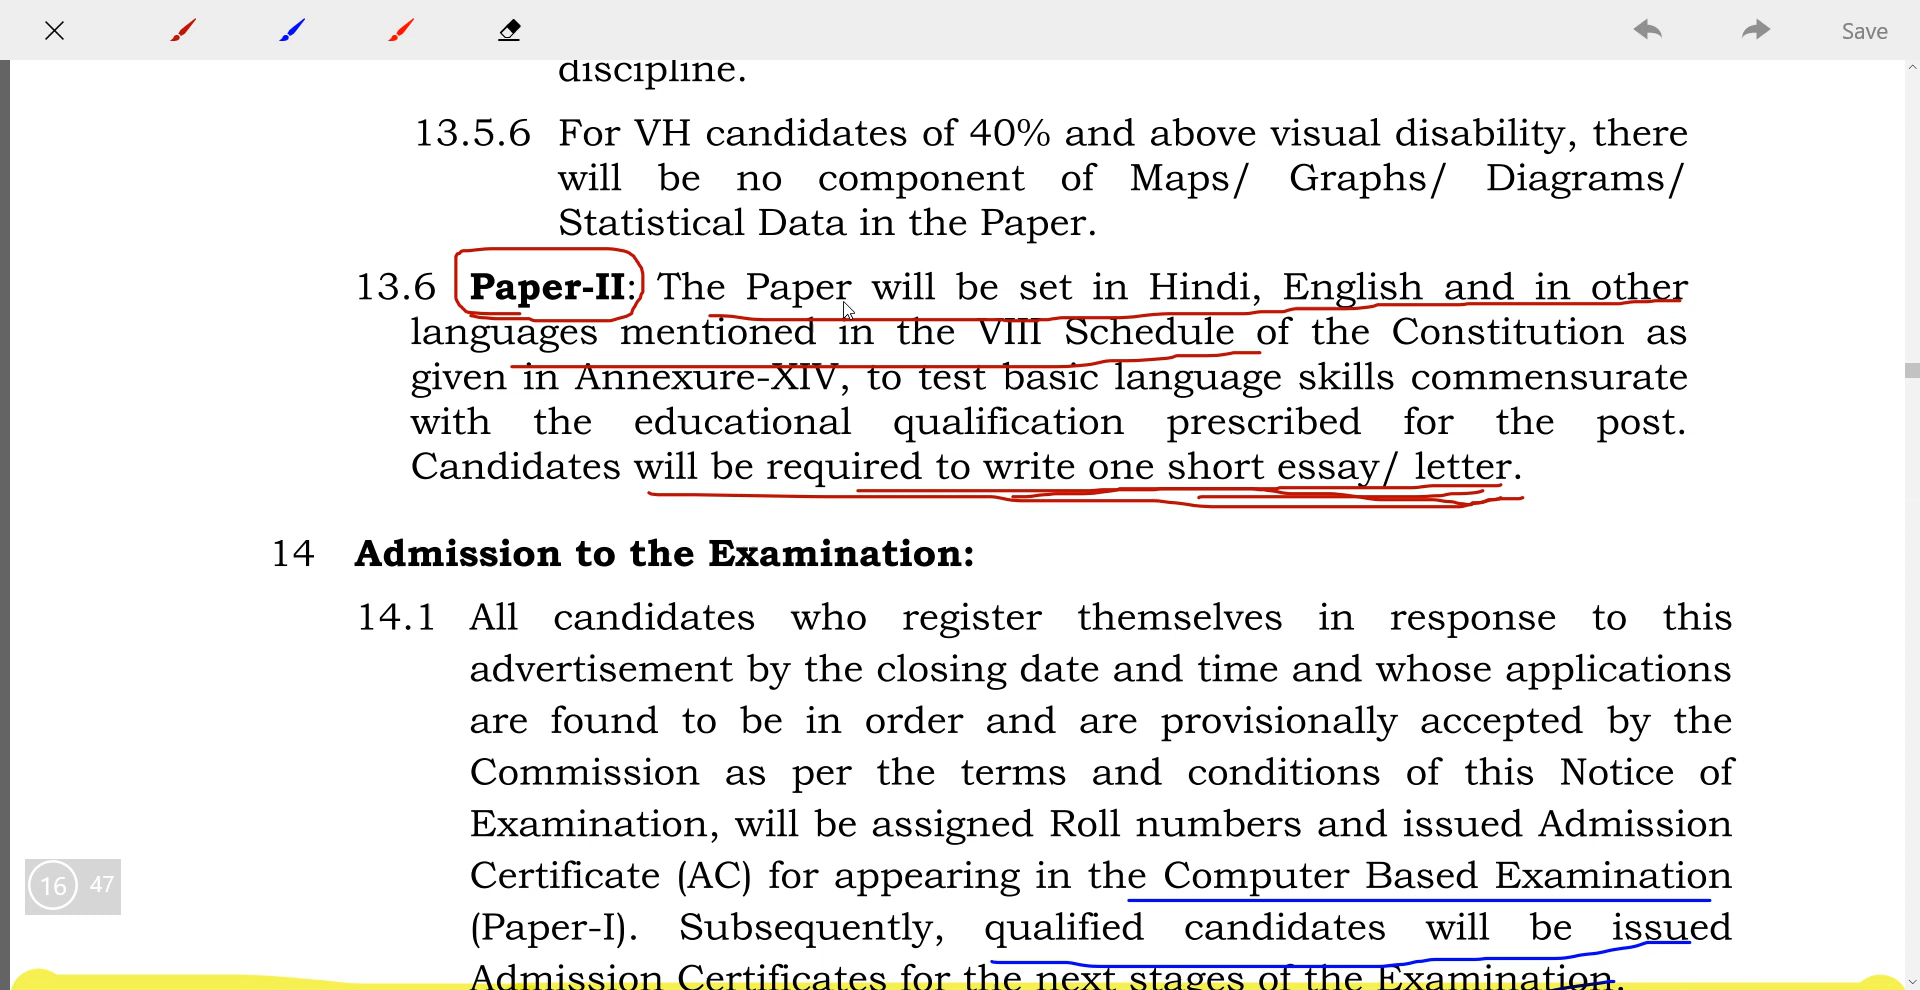 Save
discipline.
13.5.6 For VH candidates of 40% and above visual disability, there
will be no component of Maps/ Graphs/ Diagrams/
Statistical Data in the Paper.
13.6 Paper-II: The Paper will be set in Hindi, English and in other
languages mentioned in the VIII Schedule of the Constitution as
given in Annexure-XIV, to test basic language skills commensurate
with the educational qualification prescribed for the post.
Candidates will be required to write one short essay/ letter.
14 Admission to the Examination:
14.1 All candidates who register themselves in response to this
advertisement by the closing date and time and whose applications
are found to be in order and are provisionally accepted by the
Commission as per the terms and conditions of this Notice of
Examination, will be assigned Roll numbers and issued Admission
Certificate (AC) for appearing in the Computer Based Examination
(Paper-I). Subsequently, qualified candidates will be issued
Admission Certificates for the next stages of the Examination.
16 47